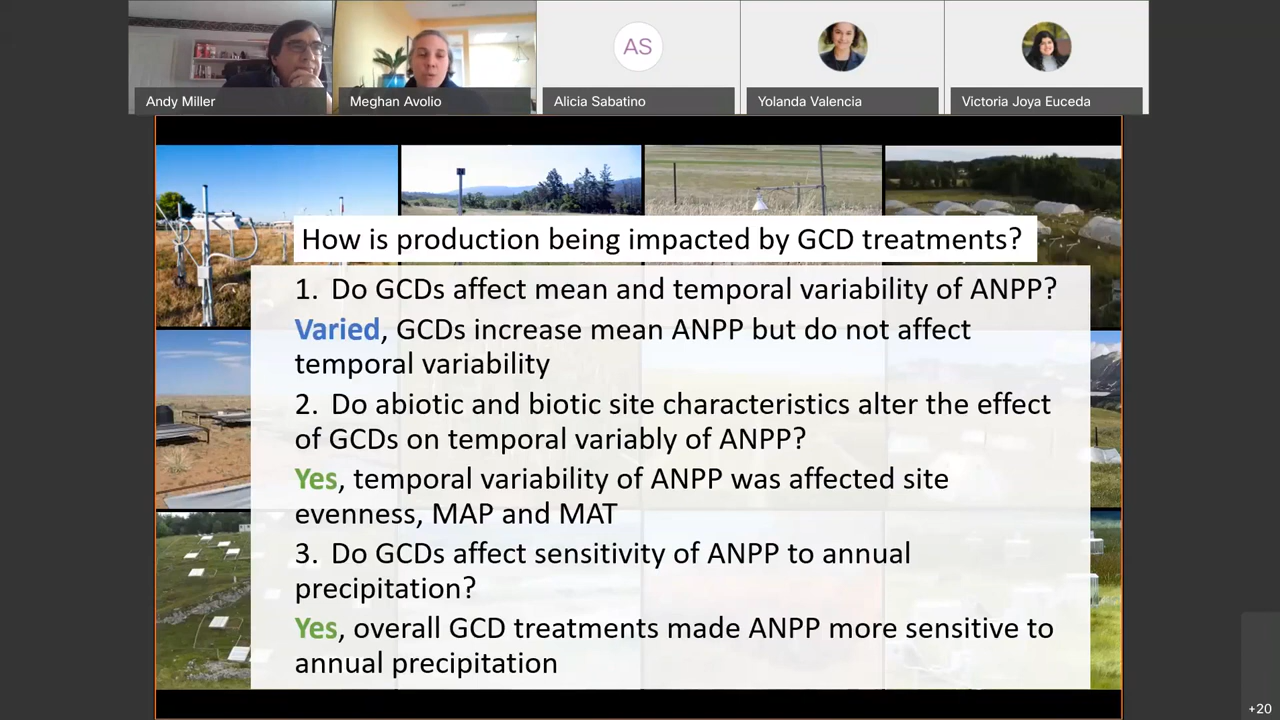 AS
Andy Miller
Meghan Avolio
Alicia Sabatino
Yolanda Valencia
Victoria Joya Euceda
How is production being impacted by GCD treatments?
1. Do GCDs affect mean and temporal variability of ANPP?
Varied, GCDs increase mean ANPP but do not affect
temporal variability
2. Do abiotic and biotic site characteristics alter the effect
of GCDs on temporal variably of ANPP?
Yes, temporal variability of ANPP was affected site
evenness, MAP and MAT
3. Do GCDs affect sensitivity of ANPP to annual
precipitation?
Yes, overall GCD treatments made ANPP more sensitive to
annual precipitation
+20